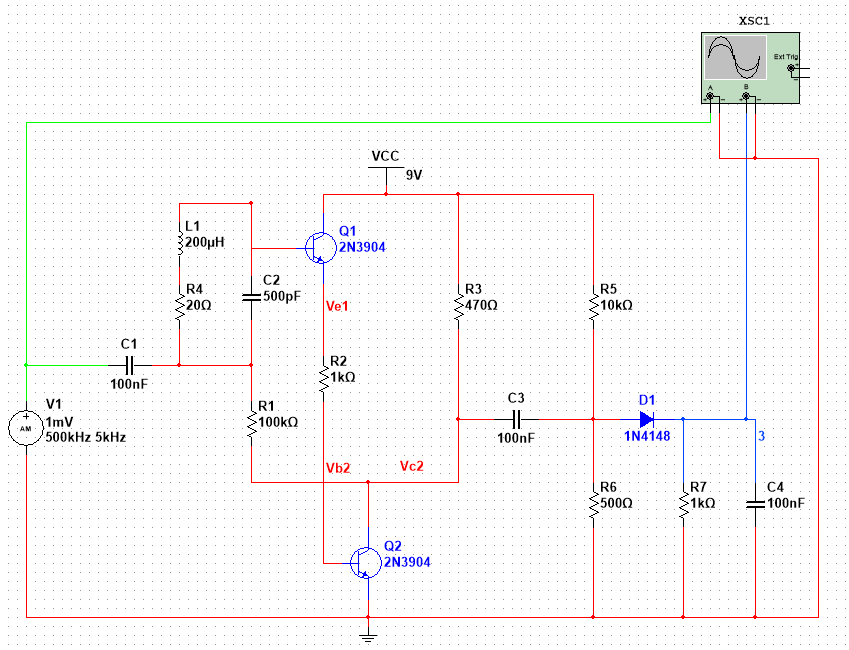 XSC1
Ext Trig
+
-
A
B
+ - + -
VCC
9V
L1
200µH
Q1
2N3904
C2
500pF
R4
20Ω
Ve1
R3
470Ω
R5
10kΩ
C1
100nF
R2
1kΩ
V1
1mV
500kHz 5kHz
AM
+
R1
100kΩ
C3
100nF
D1
1N4148
3
Vb2
Vc2
R6
500Ω
R7
1kΩ
C4
100nF
Q2
2N3904